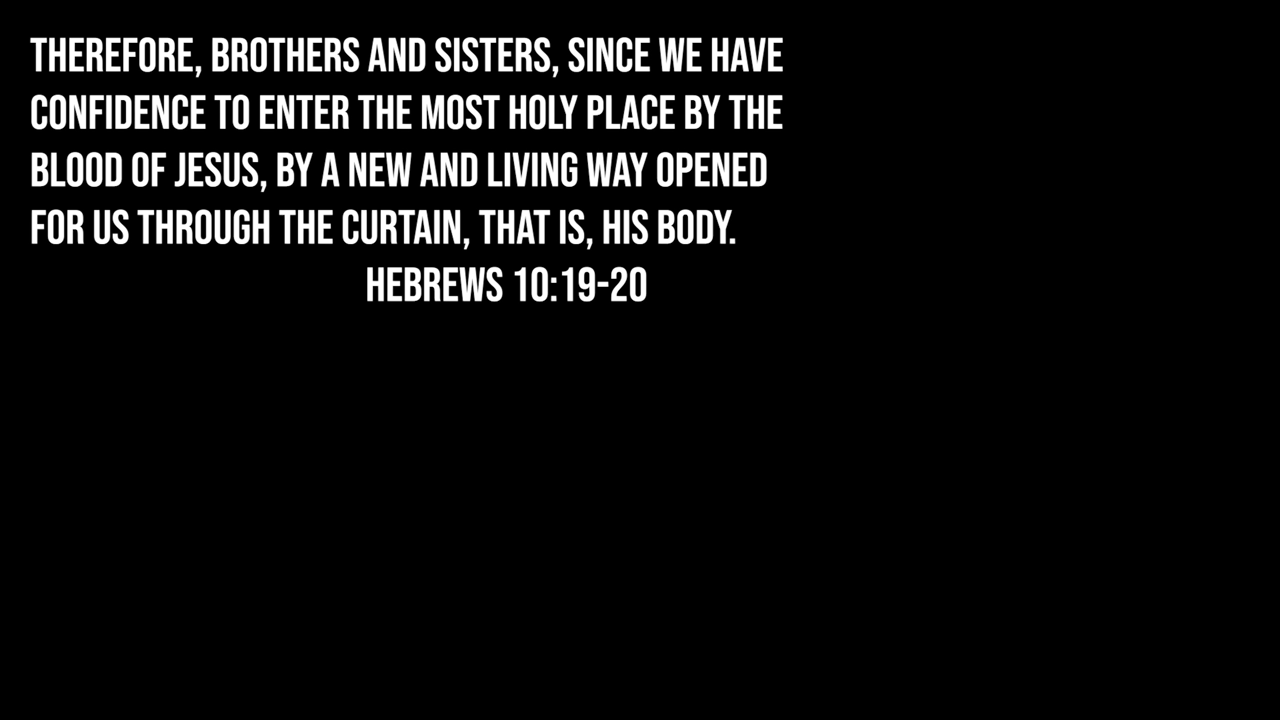 THEREFORE, BROTHERS AND SISTERS, SINCE WE HAVE
CONFIDENCE TO ENTER THE MOST HOLY PLACE BY THE
BLOOD OF JESUS, BY A NEW AND LIVING WAY OPENED
FOR US THROUGH THE CURTAIN, THAT IS, HIS BODY.
HEBREWS 10:19-20